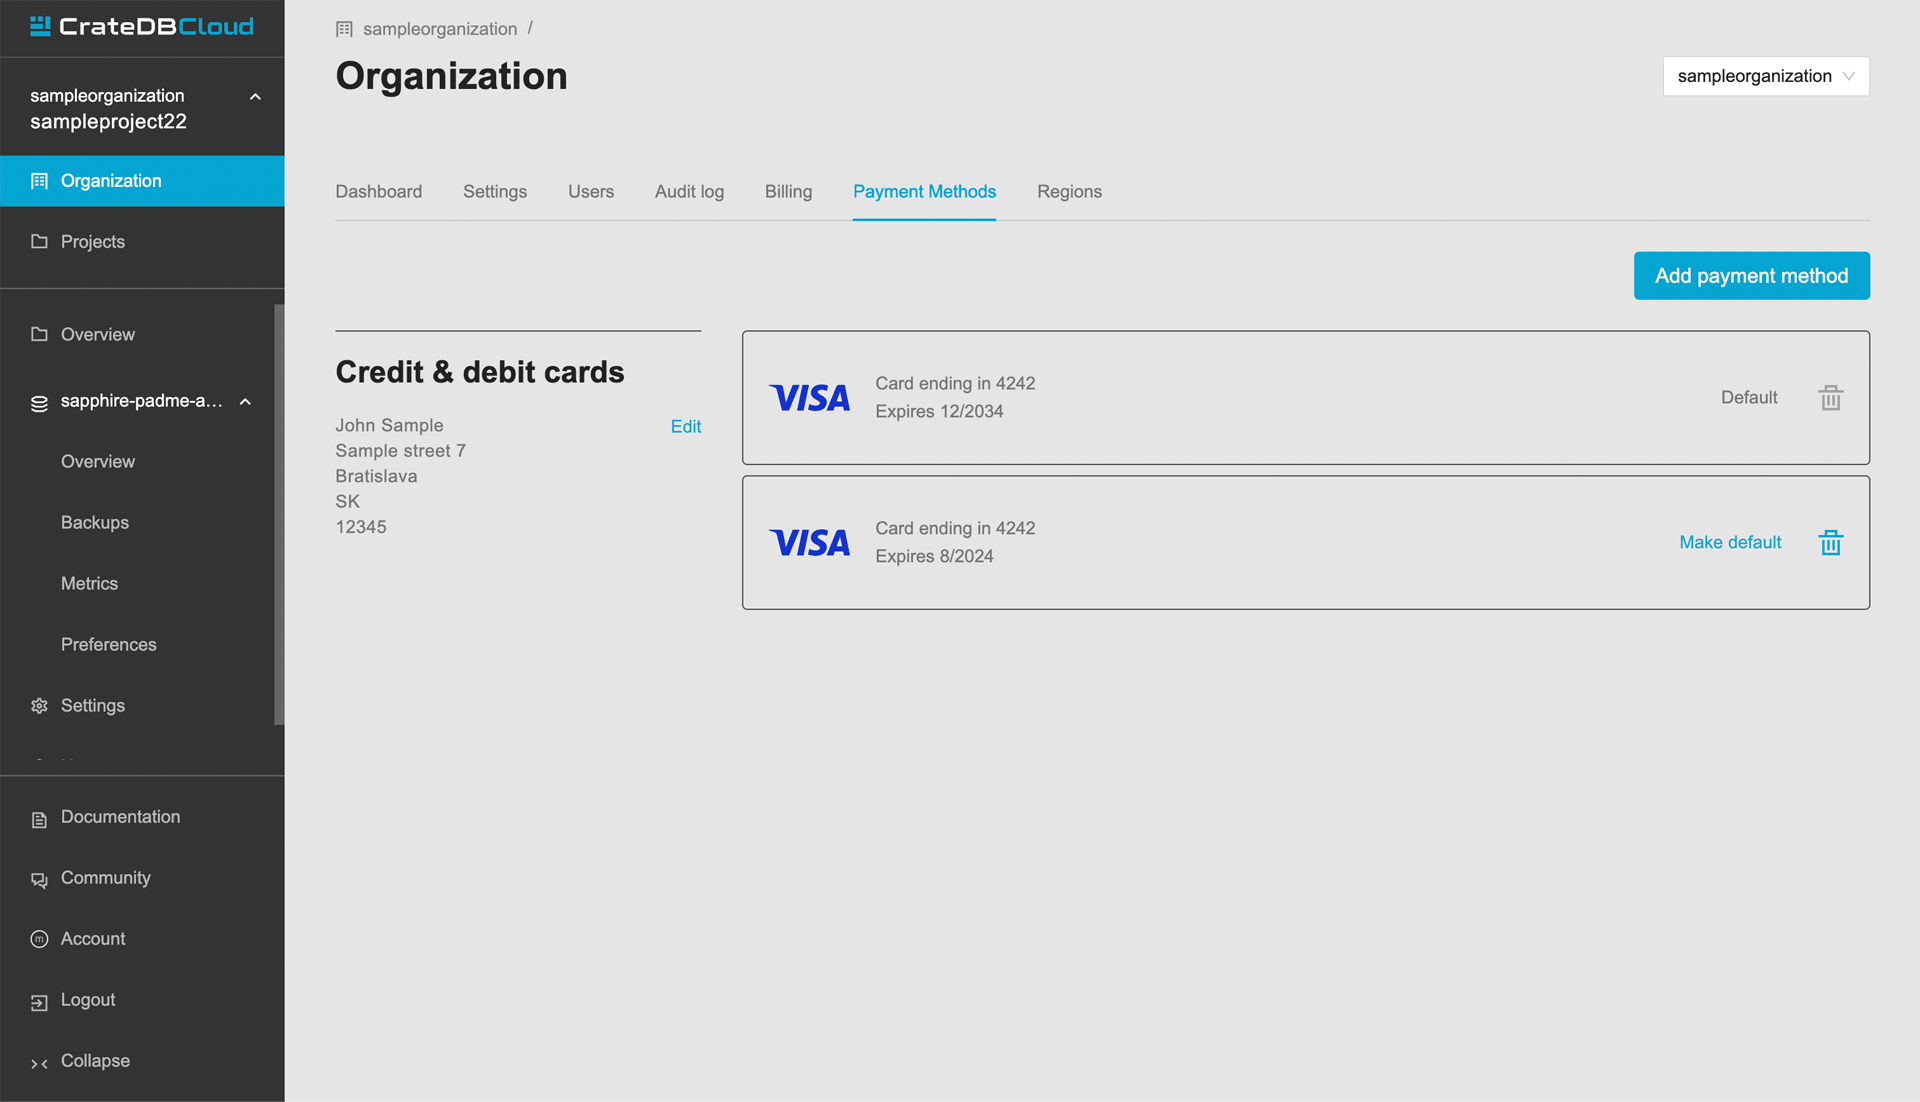 CrateDBCloud
sampleorganization
sampleproject22
Organization
Projects
Overview
sapphire-padme-a...
Overview
Backups
Metrics
Preferences
Settings
Documentation
Community
Account
Logout
Collapse
sampleorganization /
Organization
sampleorganization
Dashboard Settings Users Audit log Billing Payment Methods Regions
Add payment method
Credit & debit cards
John Sample
Edit
Sample street 7
Bratislava
SK
12345
VISA
Card ending in 4242
Expires 12/2034
Default
VISA
Card ending in 4242
Expires 8/2024
Make default